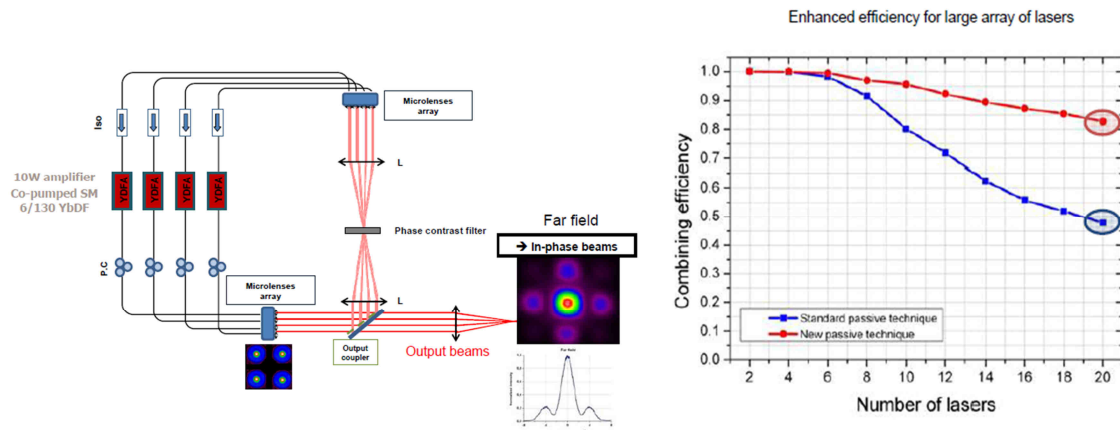 Iso
10W amplifier
Co-pumped SM
6/130 YbDF
YDFA
YDFA
YDFA
YDFA
P.C
Microlenses
array
L
Phase contrast filter
Microlenses
array
L
Output
coupler
Output beams
Far field
➔ In-phase beams
Far field
Enhanced efficiency for large array of lasers
Combining efficiency
1.0
0.9
0.8
0.7
0.6
0.5
0.4
0.3
0.2
0.1
0.0
Standard passive technique
New passive technique
2 4 6 8 10 12 14 16 18 20
Number of lasers